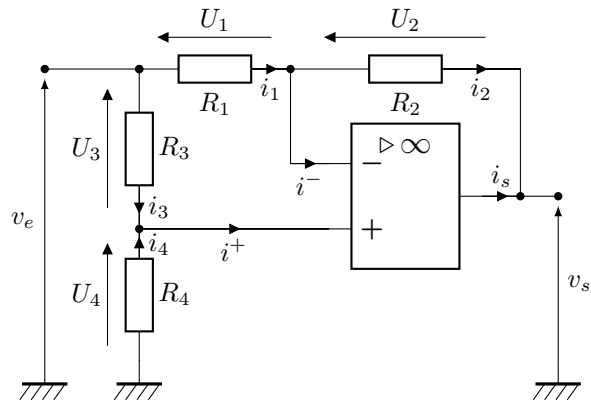 U₁
U₂
i₁
i₂
R₁
R₂
U₃
R₃
▷ ∞
i⁻
−
i₃
iₛ
vₑ
i₄
i⁺
+
U₄
R₄
vₛ